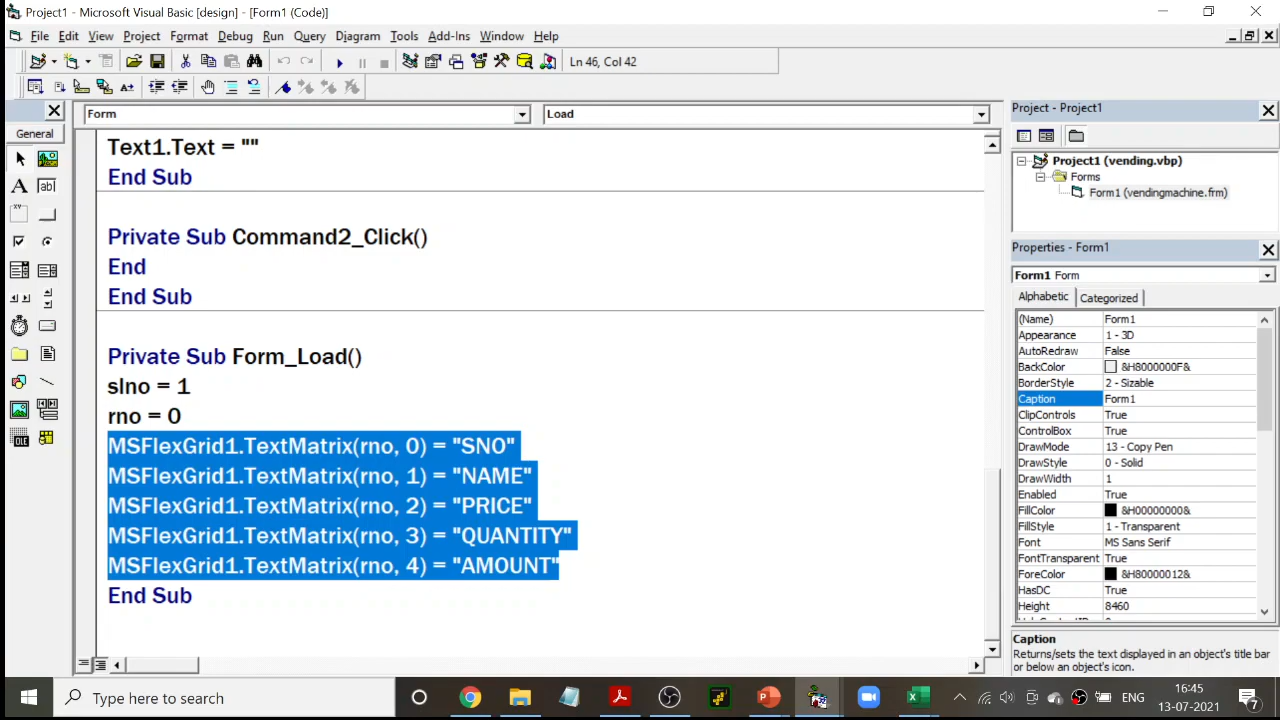 Project1 - Microsoft Visual Basic [design] - [Form1 (Code)]
File Edit View Project Format Debug Run Query Diagram Tools Add-Ins Window Help
Ln 46, Col 42
General
Form
Load
Text1.Text = ""
End Sub
Private Sub Command2_Click()
End
End Sub
Private Sub Form_Load()
slno = 1
rno = 0
MSFlexGrid1.TextMatrix(rno, 0) = "SNO"
MSFlexGrid1.TextMatrix(rno, 1) = "NAME"
MSFlexGrid1.TextMatrix(rno, 2) = "PRICE"
MSFlexGrid1.TextMatrix(rno, 3) = "QUANTITY"
MSFlexGrid1.TextMatrix(rno, 4) = "AMOUNT"
End Sub
Project - Project1
Project1 (vending.vbp)
Forms
Form1 (vendingmachine.frm)
Properties - Form1
Form1 Form
Alphabetic Categorized
(Name) Form1
Appearance 1 - 3D
AutoRedraw False
BackColor &H8000000F&
BorderStyle 2 - Sizable
Caption Form1
ClipControls True
ControlBox True
DrawMode 13 - Copy Pen
DrawStyle 0 - Solid
DrawWidth 1
Enabled True
FillColor &H00000000&
FillStyle 1 - Transparent
Font MS Sans Serif
FontTransparent True
ForeColor &H80000012&
HasDC True
Height 8460
Caption
Returns/sets the text displayed in an object's title bar
or below an object's icon.
Type here to search
ENG
16:45
13-07-2021
7